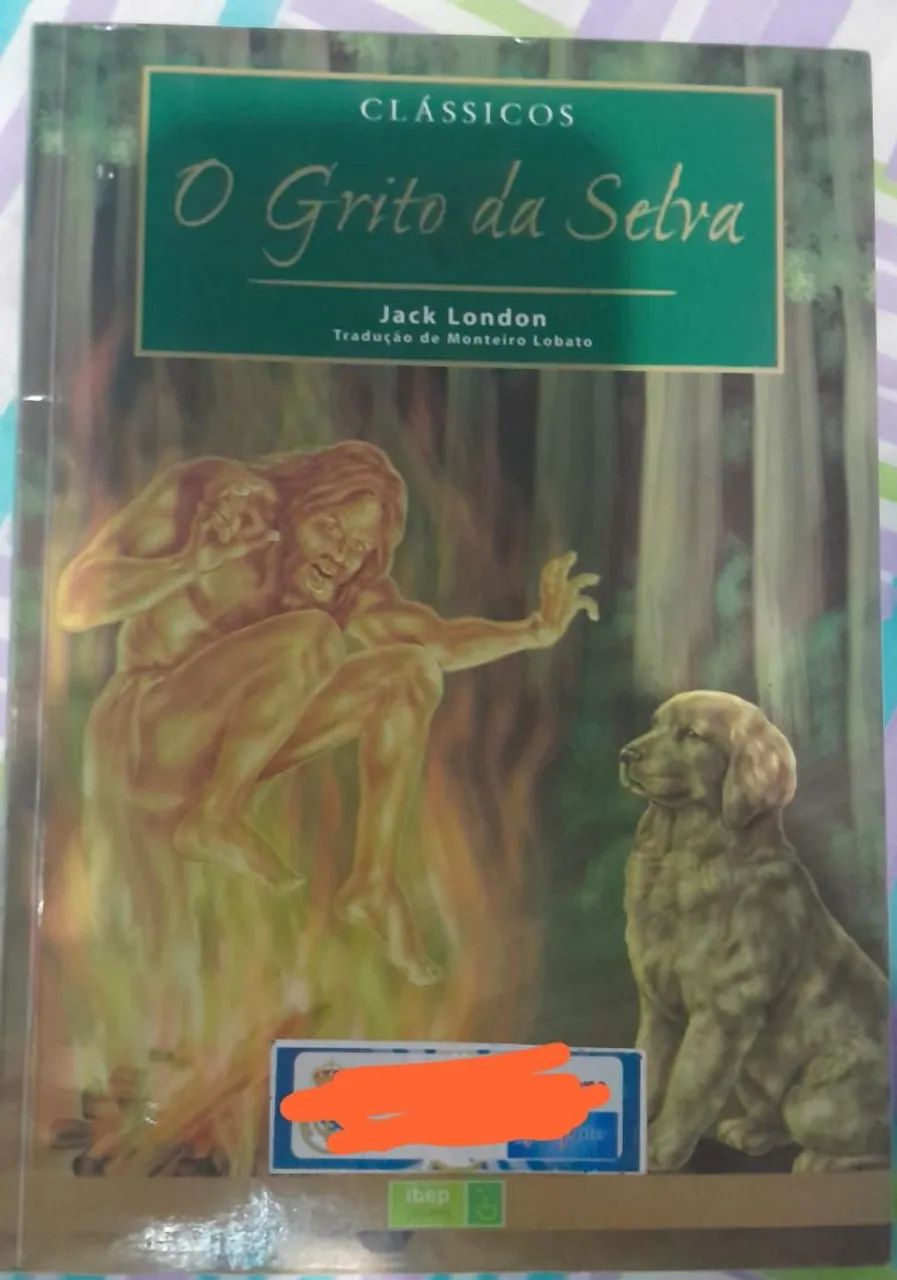 CLÁSSICOS
O Grito da Selva
Jack London
Tradução de Monteiro Lobato
ibep